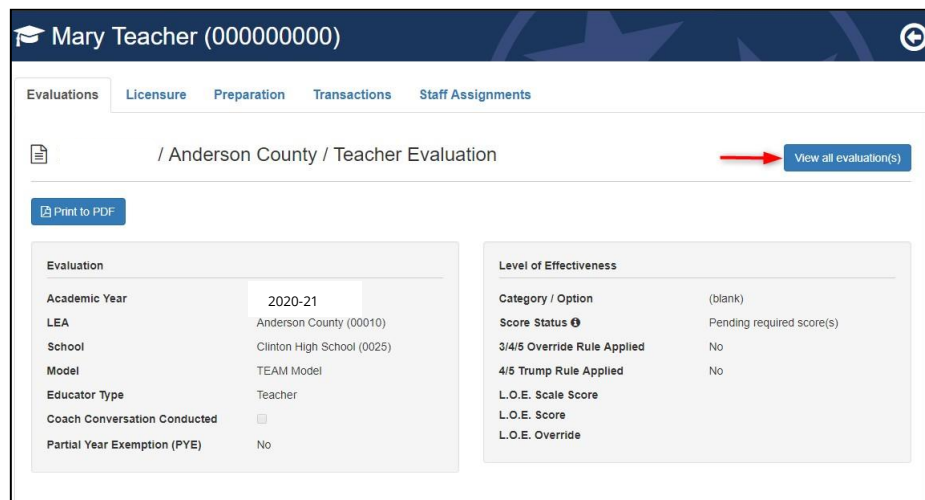 Mary Teacher (000000000)
Evaluations Licensure Preparation Transactions Staff Assignments
/ Anderson County / Teacher Evaluation
View all evaluation(s)
Print to PDF
Evaluation
Academic Year 2020-21
LEA Anderson County (00010)
School Clinton High School (0025)
Model TEAM Model
Educator Type Teacher
Coach Conversation Conducted
Partial Year Exemption (PYE) No
Level of Effectiveness
Category / Option (blank)
Score Status Pending required score(s)
3/4/5 Override Rule Applied No
4/5 Trump Rule Applied No
L.O.E. Scale Score
L.O.E. Score
L.O.E. Override